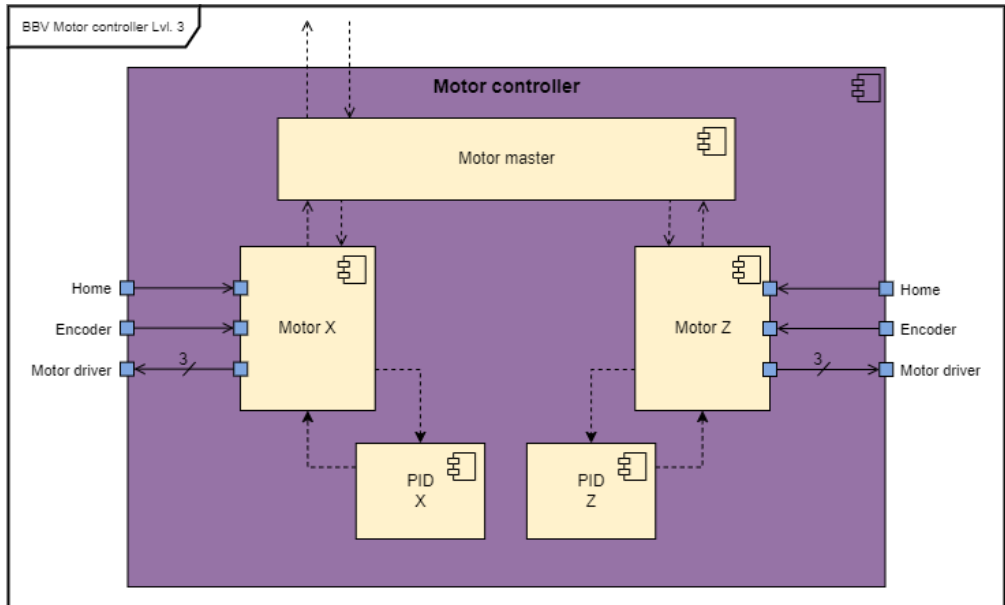 BBV Motor controller Lvl. 3
Motor controller
Motor master
Home
Motor X
Encoder
Motor driver
3
Motor Z
Home
Encoder
3
Motor driver
PID
X
PID
Z